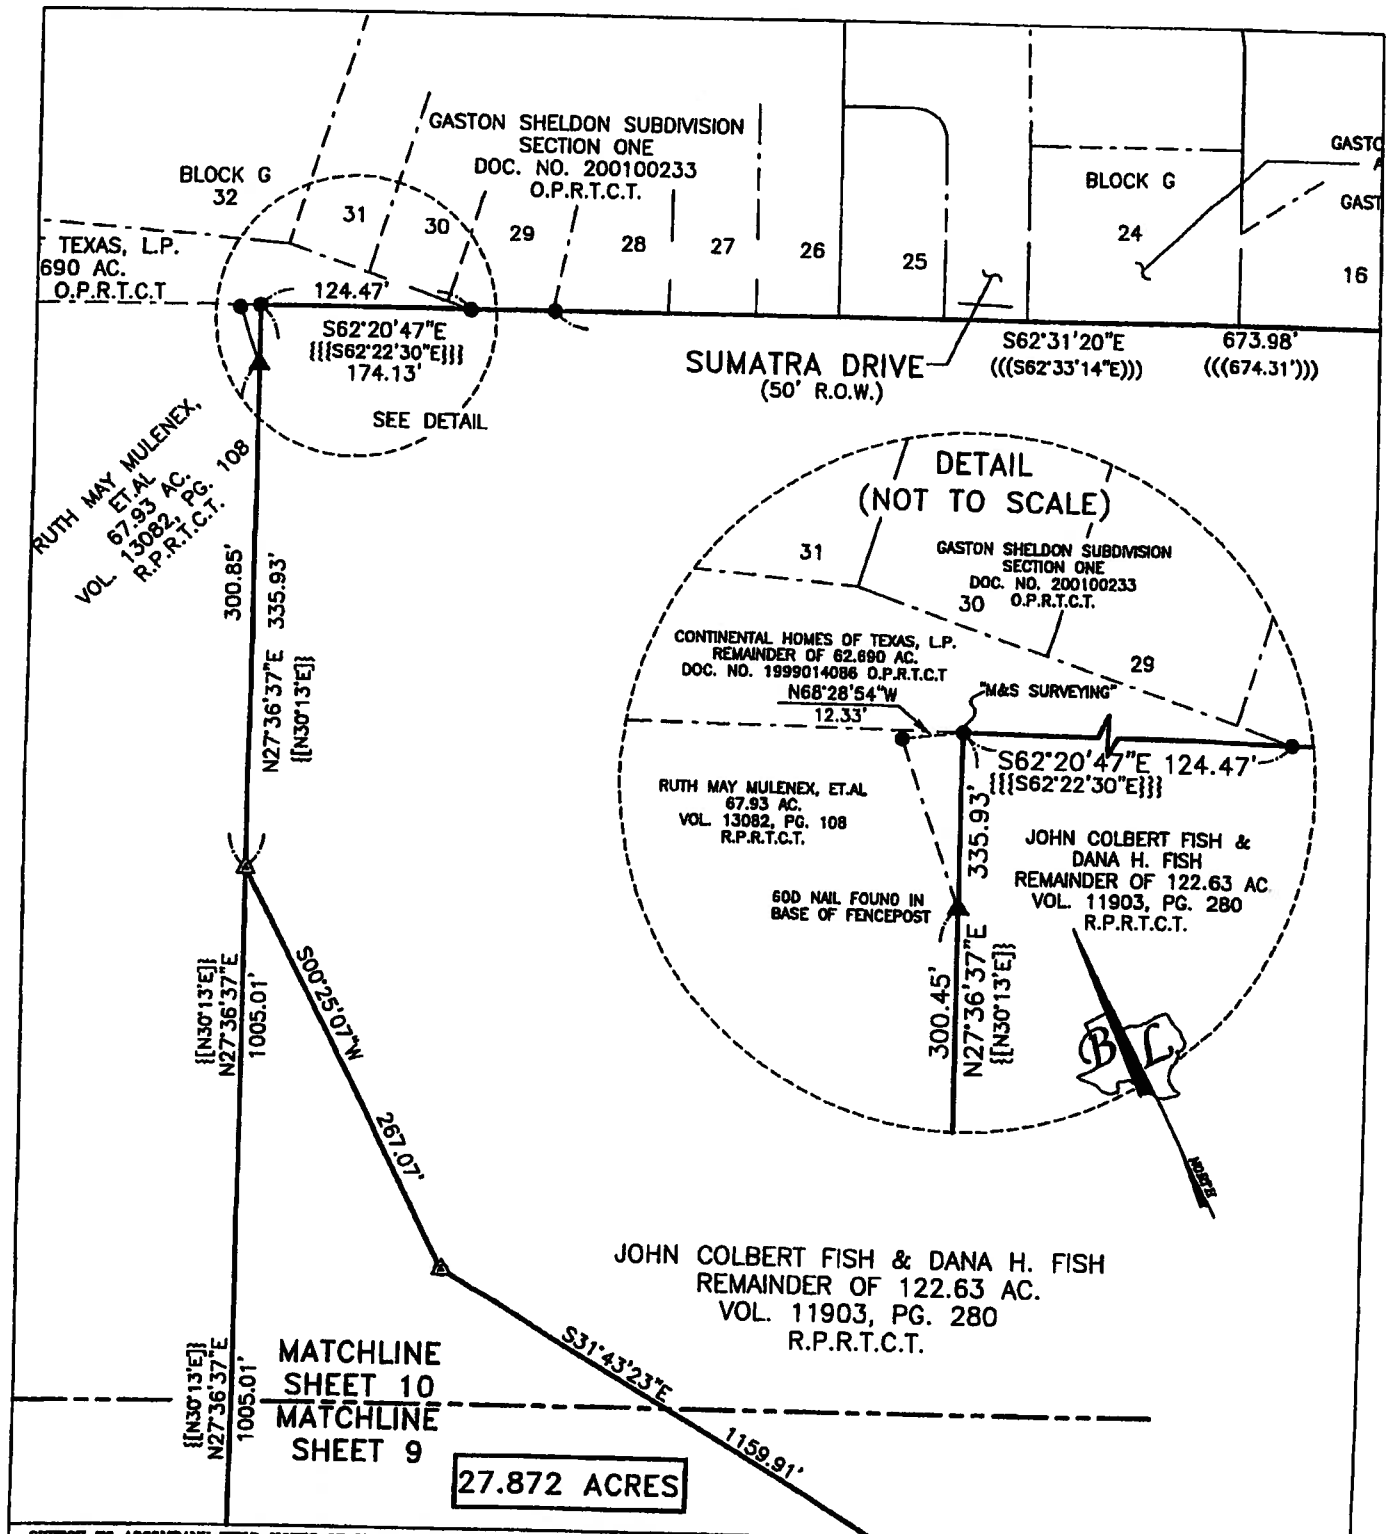 GASTON SHELDON SUBDIVISION
SECTION ONE
DOC. NO. 200100233
O.P.R.T.C.T.
BLOCK G
32
31
30
29
28
27
26
25
BLOCK G
24
GASTO
GAST
16
TEXAS, L.P.
690 AC.
O.P.R.T.C.T
124.47'
S62°20'47"E
{{{S62°22'30"E}}}
174.13'
SEE DETAIL
SUMATRA DRIVE
(50' R.O.W.)
S62°31'20"E
(((S62°33'14"E)))
673.98'
(((674.31')))
RUTH MAY MULENEX,
ET.AL
67.93 AC.
VOL. 13082, PG. 108
R.P.R.T.C.T.
300.85'
N27°36'37"E 335.93'
{[N30°13'E]}
DETAIL
(NOT TO SCALE)
31
GASTON SHELDON SUBDIVISION
SECTION ONE
DOC. NO. 200100233
O.P.R.T.C.T.
30
29
CONTINENTAL HOMES OF TEXAS, L.P.
REMAINDER OF 62.690 AC.
DOC. NO. 1999014086 O.P.R.T.C.T
N68°28'54"W
12.33'
"M&S SURVEYING"
S62°20'47"E 124.47'
{{{S62°22'30"E}}}
RUTH MAY MULENEX, ET.AL
67.93 AC.
VOL. 13082, PG. 108
R.P.R.T.C.T.
335.93'
JOHN COLBERT FISH &
DANA H. FISH
REMAINDER OF 122.63 AC.
VOL. 11903, PG. 280
R.P.R.T.C.T.
60D NAIL FOUND IN
BASE OF FENCEPOST
300.45'
N27°36'37"E
{[N30°13'E]}
B L
NORTH
{[N30°13'E]}
N27°36'37"E
1005.01'
S00°25'07"W
267.07'
JOHN COLBERT FISH & DANA H. FISH
REMAINDER OF 122.63 AC.
VOL. 11903, PG. 280
R.P.R.T.C.T.
S31°43'23"E
1159.91'
{[N30°13'E]}
N27°36'37"E
1005.01'
MATCHLINE
SHEET 10
MATCHLINE
SHEET 9
27.872 ACRES